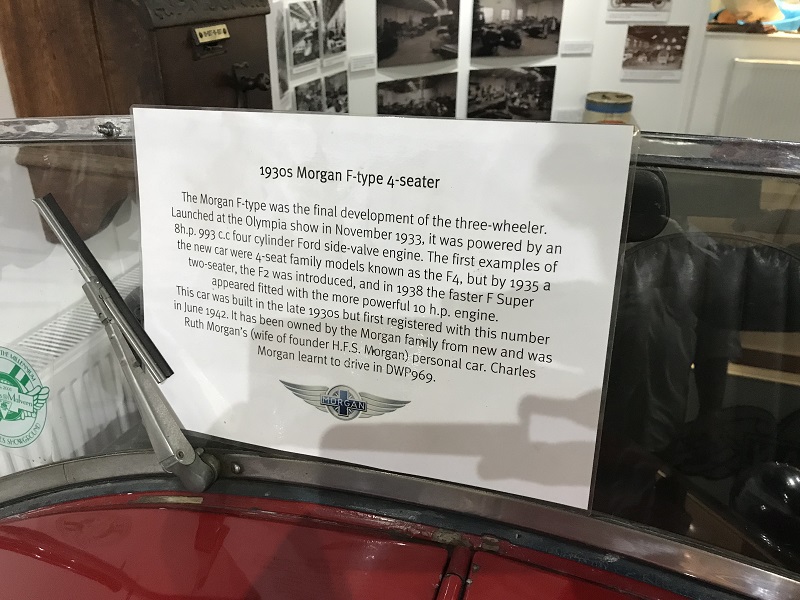 1930s Morgan F-type 4-seater
The Morgan F-type was the final development of the three-wheeler.
Launched at the Olympia show in November 1933, it was powered by an
8h.p. 993 c.c four cylinder Ford side-valve engine. The first examples of
the new car were 4-seat family models known as the F4, but by 1935 a
two-seater, the F2 was introduced, and in 1938 the faster F Super
appeared fitted with the more powerful 10 h.p. engine.
This car was built in the late 1930s but first registered with this number
in June 1942. It has been owned by the Morgan family from new and was
Ruth Morgan's (wife of founder H.F.S. Morgan) personal car. Charles
Morgan learnt to drive in DWP969.
MORGAN